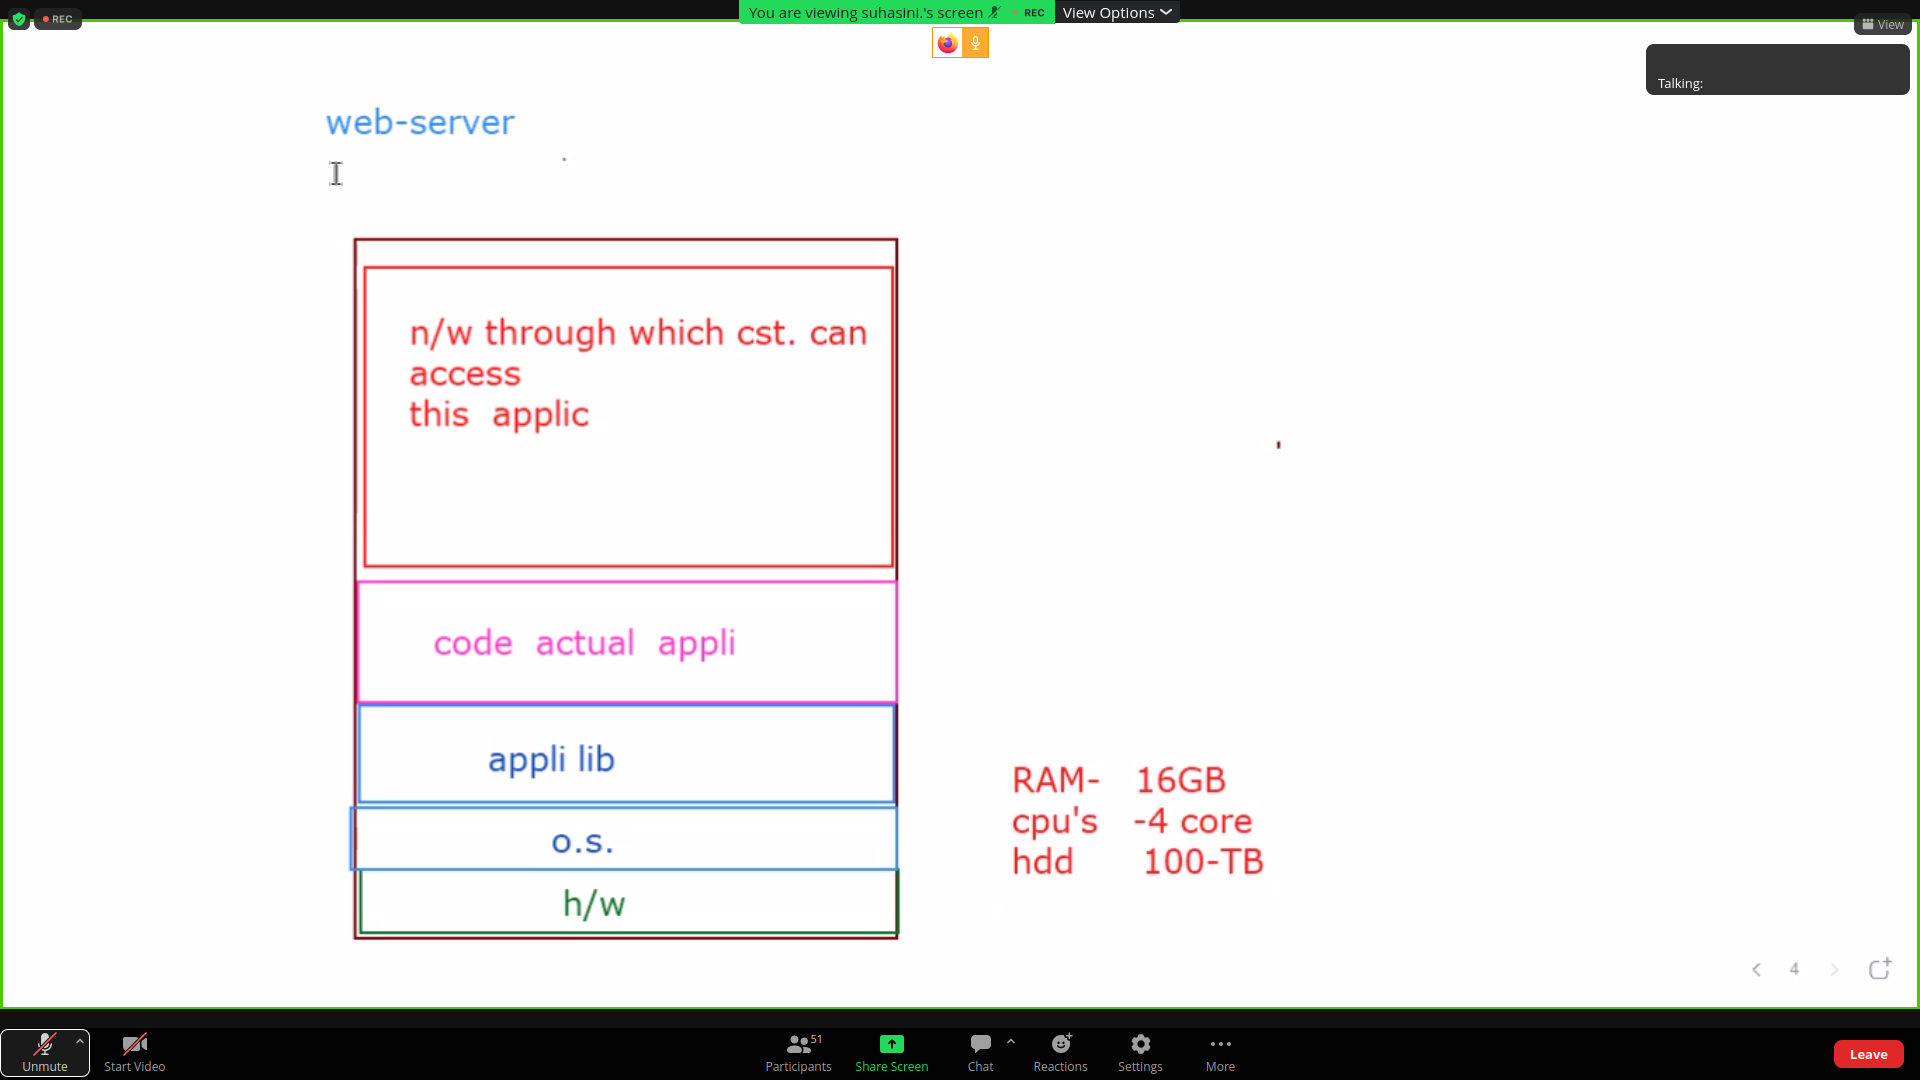 REC
You are viewing suhasini.'s screen
REC
View Options
View
Talking:
web-server
n/w through which cst. can
access
this applic
code actual appli
appli lib
o.s.
h/w
RAM- 16GB
cpu's -4 core
hdd 100-TB
4
Unmute
Start Video
Participants
51
Share Screen
Chat
Reactions
Settings
More
Leave